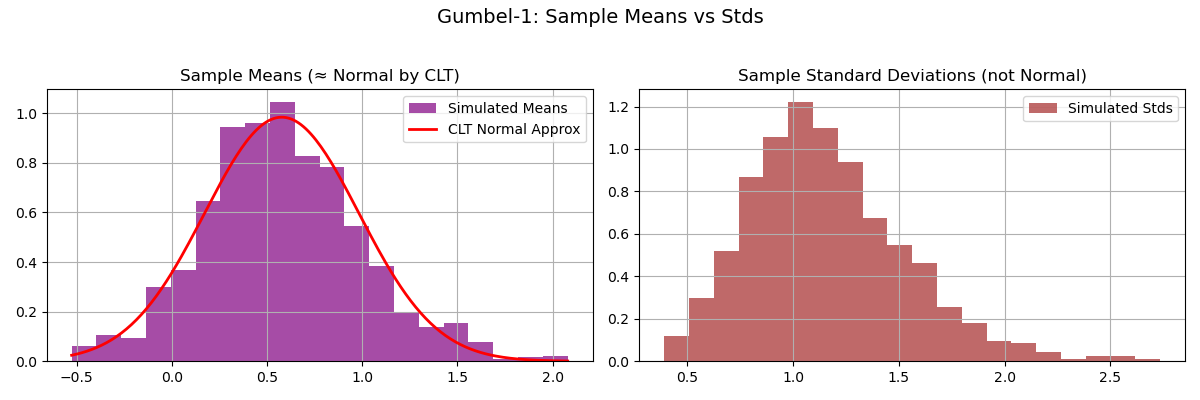 Gumbel-1: Sample Means vs Stds
Sample Means (≈ Normal by CLT)
Simulated Means
CLT Normal Approx
1.0
0.8
0.6
0.4
0.2
0.0
−0.5 0.0 0.5 1.0 1.5 2.0
Sample Standard Deviations (not Normal)
Simulated Stds
1.2
1.0
0.8
0.6
0.4
0.2
0.0
0.5 1.0 1.5 2.0 2.5